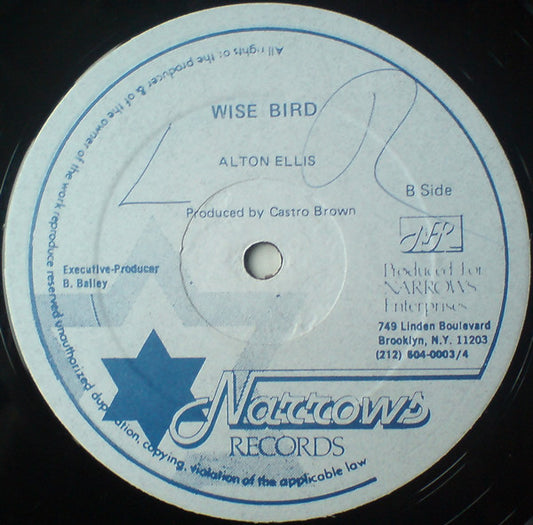 WISE BIRD
ALTON ELLIS
B Side
Produced by Castro Brown
Executive-Producer
B. Bailey
Produced For
NARROWS
Enterprises
749 Linden Boulevard
Brooklyn, N.Y. 11203
(212) 604-0003/4
Narrows
RECORDS
All rights of the producer & of the owner of the work reproduce reserved unauthorized duplication, copying, violation of the applicable law